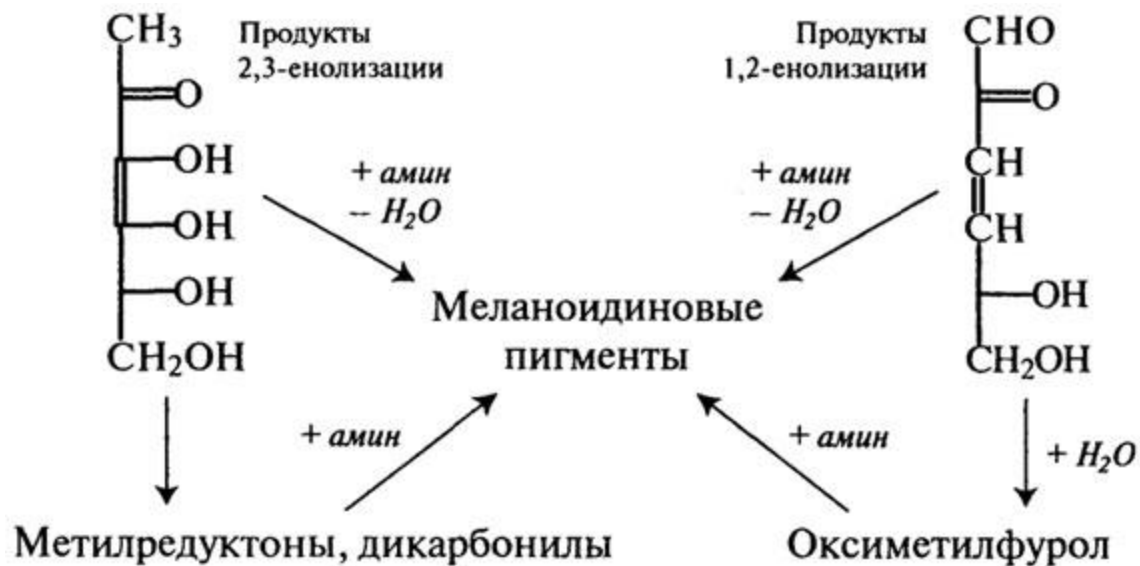 CH3
Продукты
2,3-енолизации
O
OH
OH
OH
CH2OH
Продукты
1,2-енолизации
CHO
O
CH
CH
OH
CH2OH
+ амин
– H2O
+ амин
– H2O
Меланоидиновые
пигменты
+ амин
+ амин
+ H2O
Метилредуктоны, дикарбонилы
Оксиметилфурол